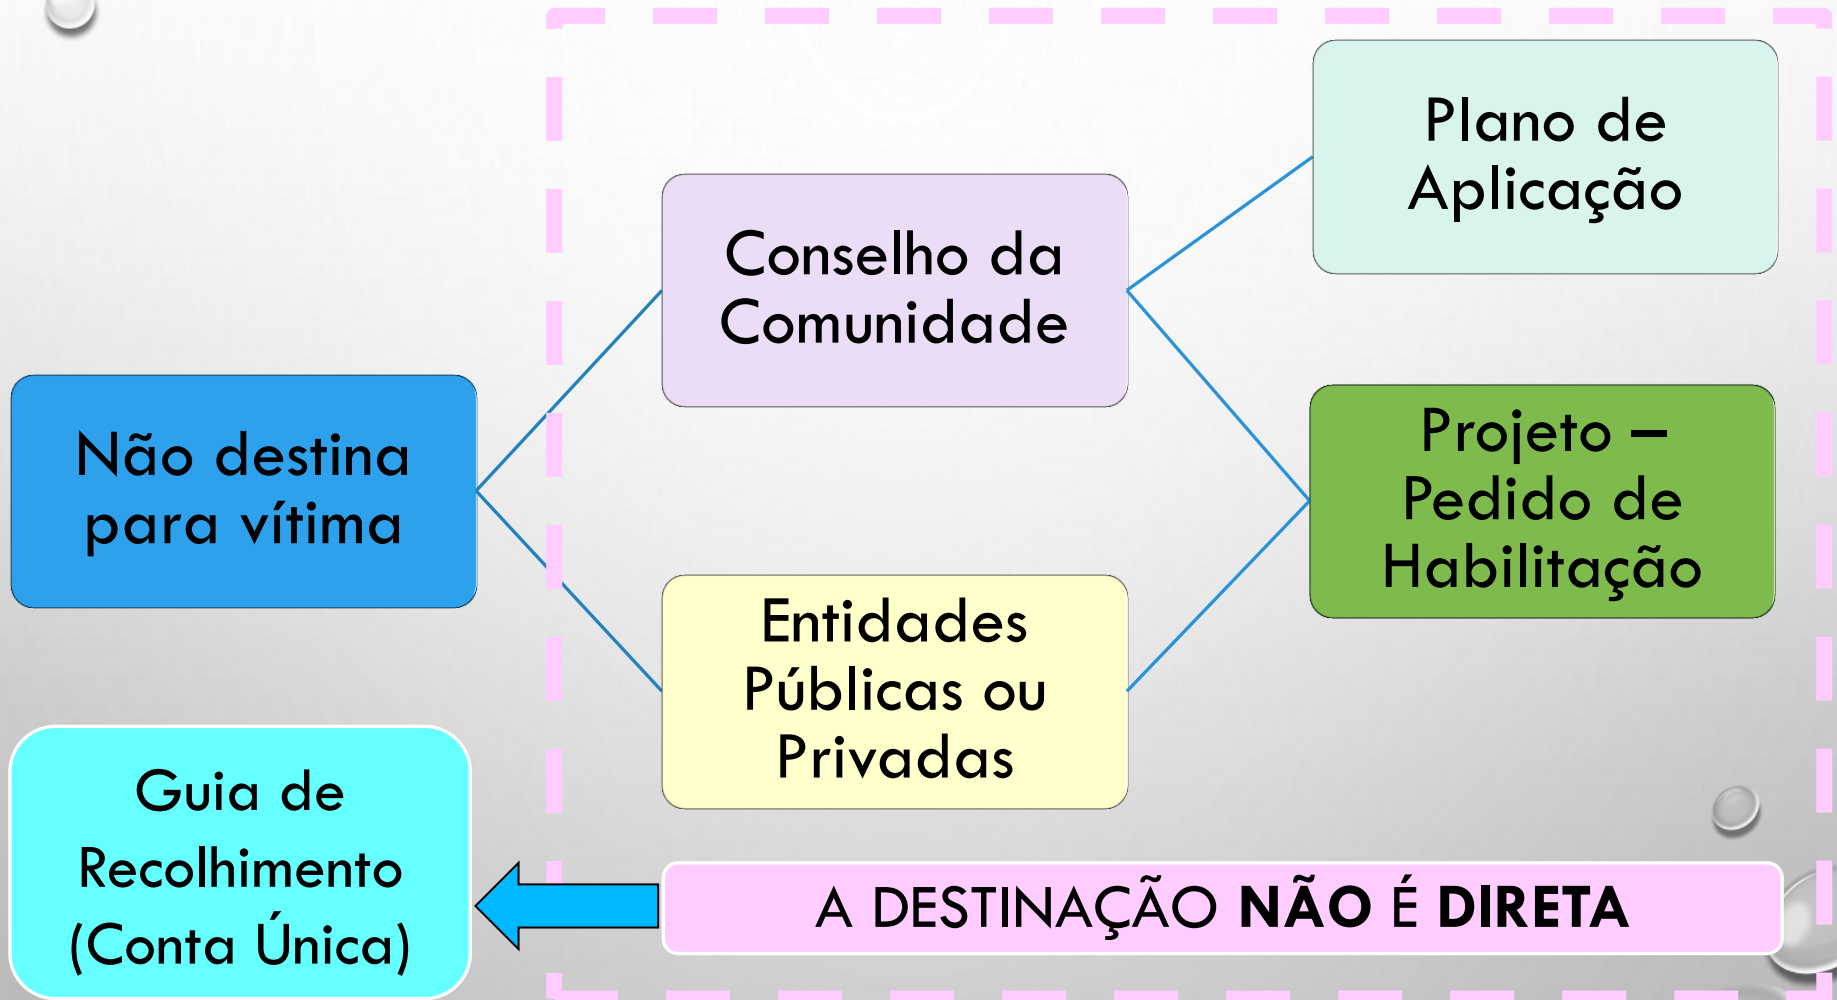 Plano de
Aplicação
Conselho da
Comunidade
Não destina
para vítima
Projeto –
Pedido de
Habilitação
Entidades
Públicas ou
Privadas
Guia de
Recolhimento
(Conta Única)
A DESTINAÇÃO NÃO É DIRETA